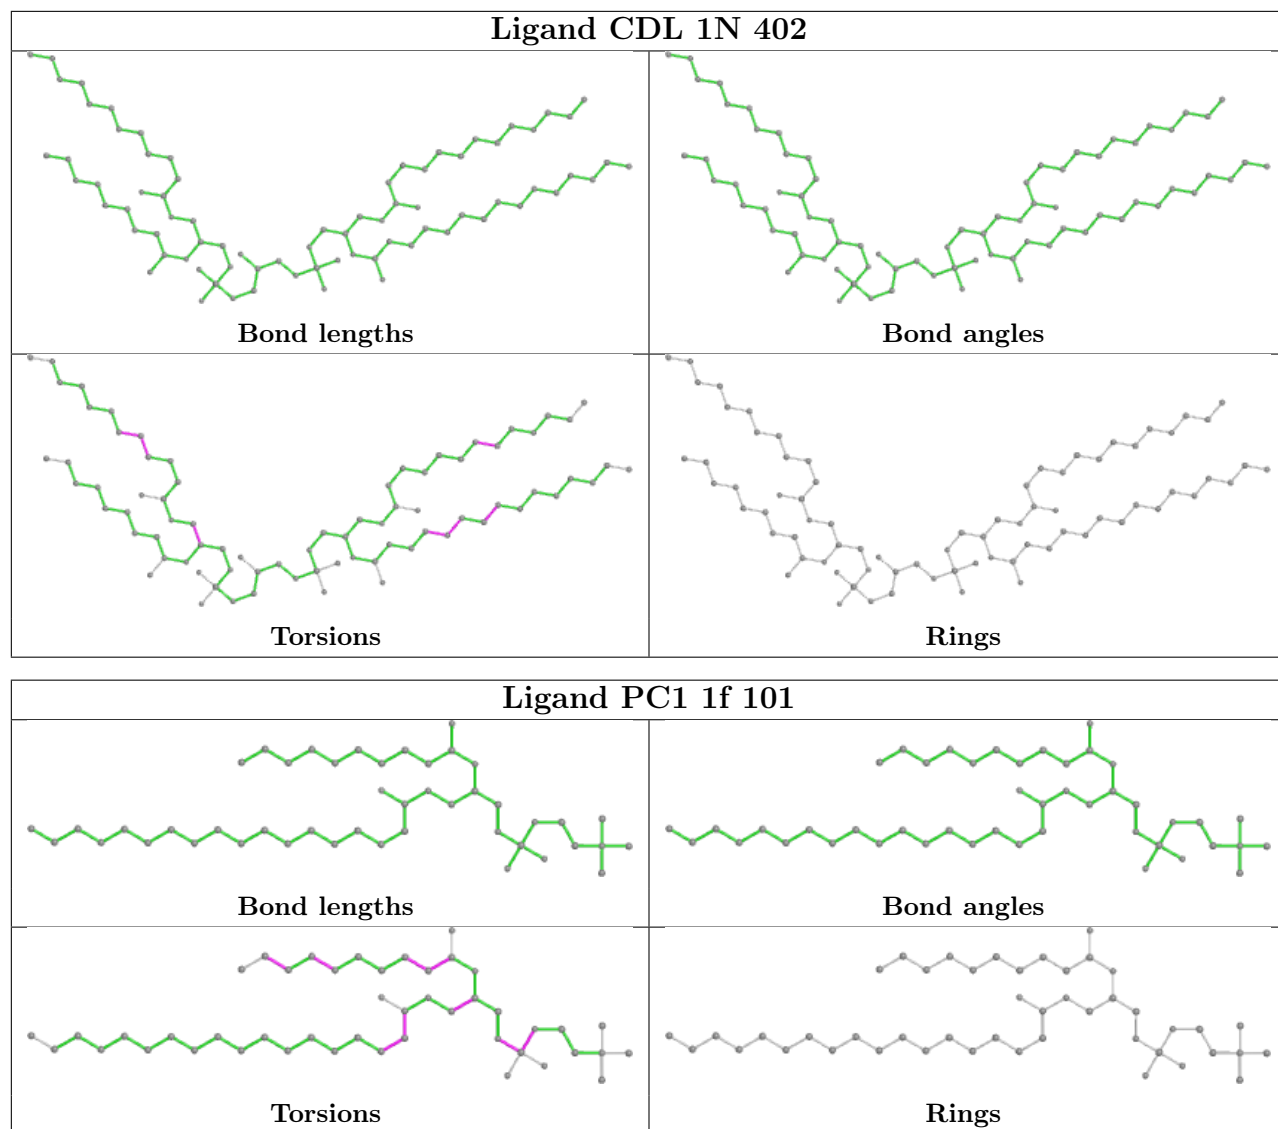 Ligand CDL 1N 402
Bond lengths
Bond angles
Torsions
Rings
Ligand PC1 1f 101
Bond lengths
Bond angles
Torsions
Rings